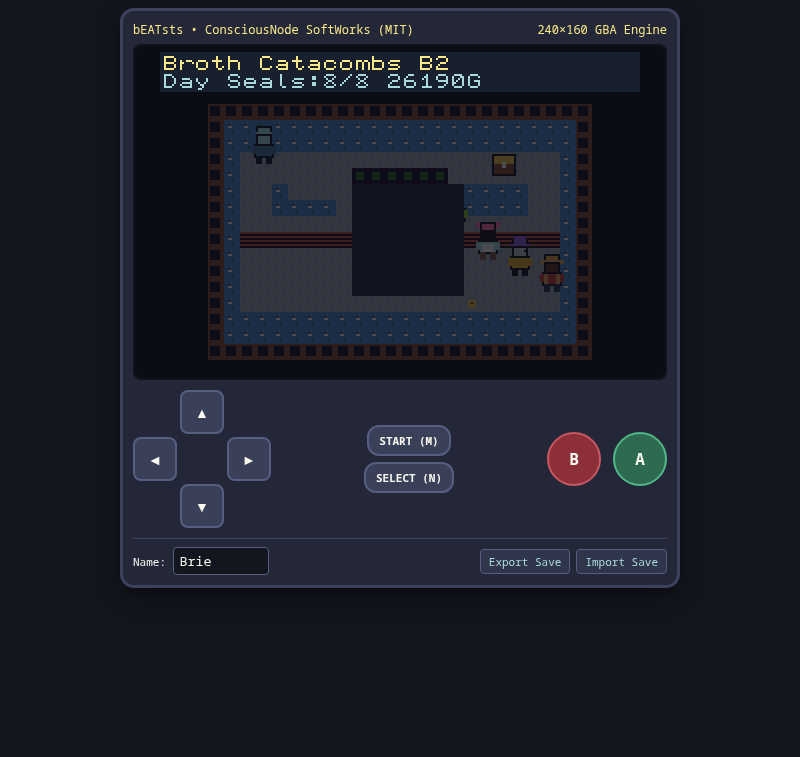 bEATsts • ConsciousNode SoftWorks (MIT)
240×160 GBA Engine
Broth Catacombs B2
Day Seals:8/8 26190G
▲
◀
▶
▼
START (M)
SELECT (N)
B
A
Name: Brie
Export Save
Import Save